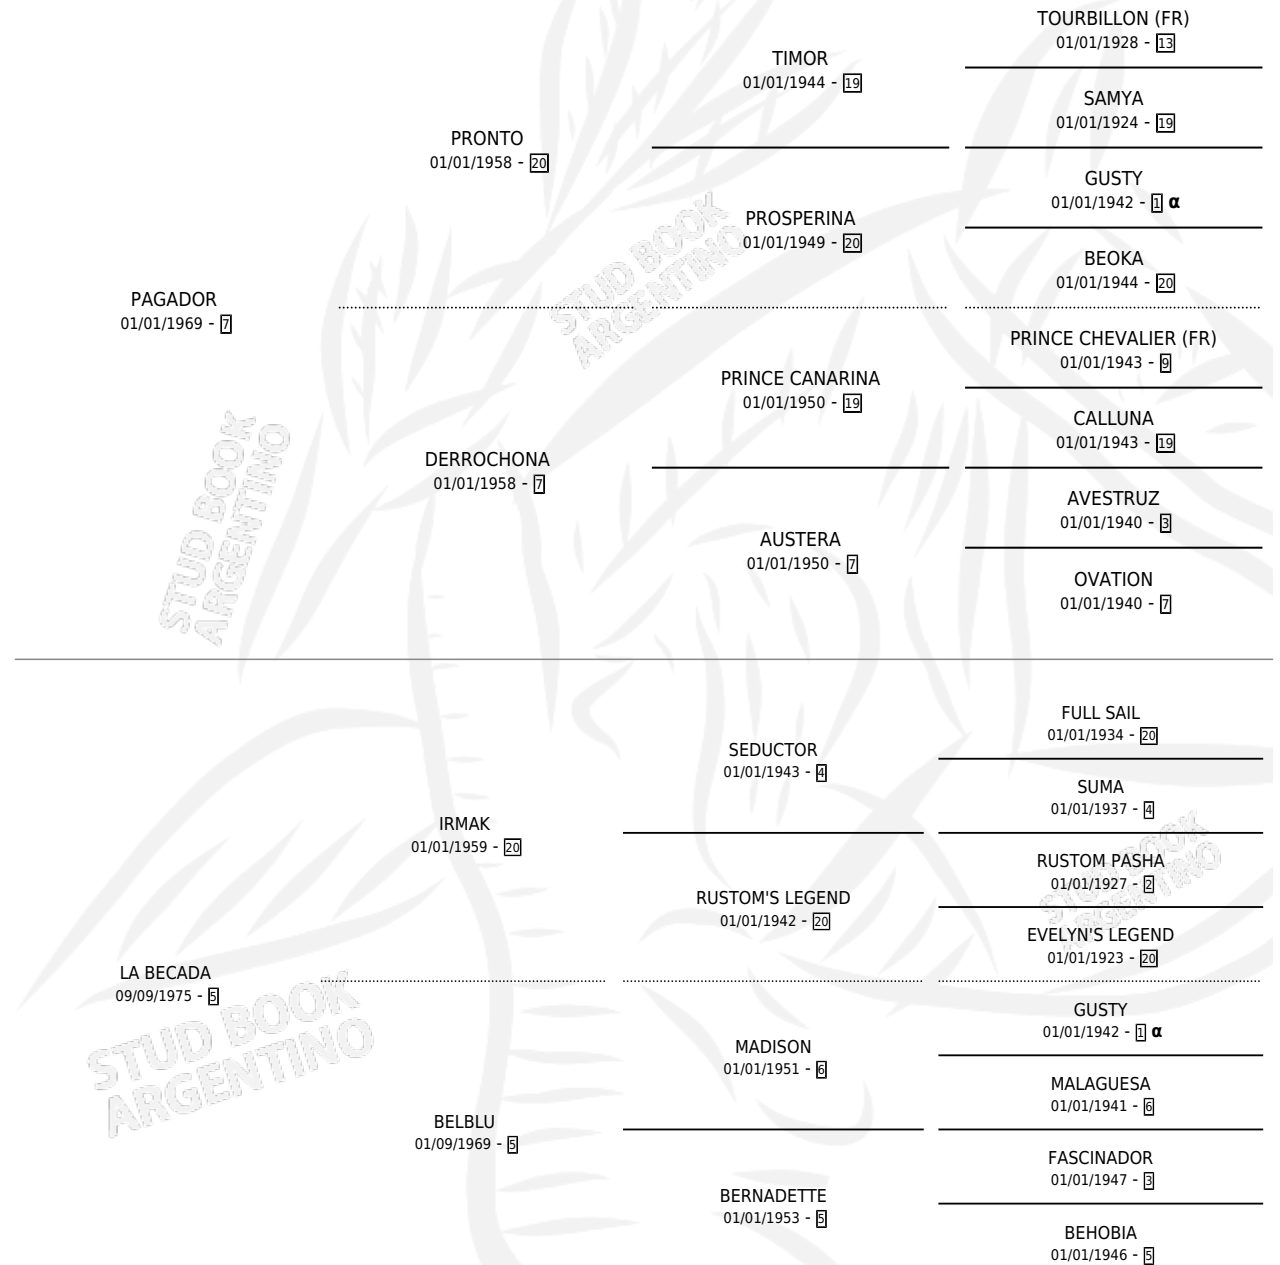 TOURBILLON (FR)
01/01/1928 - 13
TIMOR
01/01/1944 - 19
SAMYA
01/01/1924 - 19
PRONTO
01/01/1958 - 20
GUSTY
01/01/1942 - 1 α
PROSPERINA
01/01/1949 - 20
BEOKA
01/01/1944 - 20
PAGADOR
01/01/1969 - 7
PRINCE CHEVALIER (FR)
01/01/1943 - 9
PRINCE CANARINA
01/01/1950 - 19
CALLUNA
01/01/1943 - 19
DERROCHONA
01/01/1958 - 7
AVESTRUZ
01/01/1940 - 3
AUSTERA
01/01/1950 - 7
OVATION
01/01/1940 - 7
FULL SAIL
01/01/1934 - 20
SEDUCTOR
01/01/1943 - 4
SUMA
01/01/1937 - 4
IRMAK
01/01/1959 - 20
RUSTOM PASHA
01/01/1927 - 2
RUSTOM'S LEGEND
01/01/1942 - 20
EVELYN'S LEGEND
01/01/1923 - 20
LA BECADA
09/09/1975 - 5
GUSTY
01/01/1942 - 1 α
MADISON
01/01/1951 - 6
MALAGUESA
01/01/1941 - 6
BELBLU
01/09/1969 - 5
FASCINADOR
01/01/1947 - 3
BERNADETTE
01/01/1953 - 5
BEHOBIA
01/01/1946 - 5
STUD BOOK
ARGENTINO
STUD BOOK
ARGENTINO
STUD BOOK
ARGENTINO
STUD BOOK
ARGENTINO